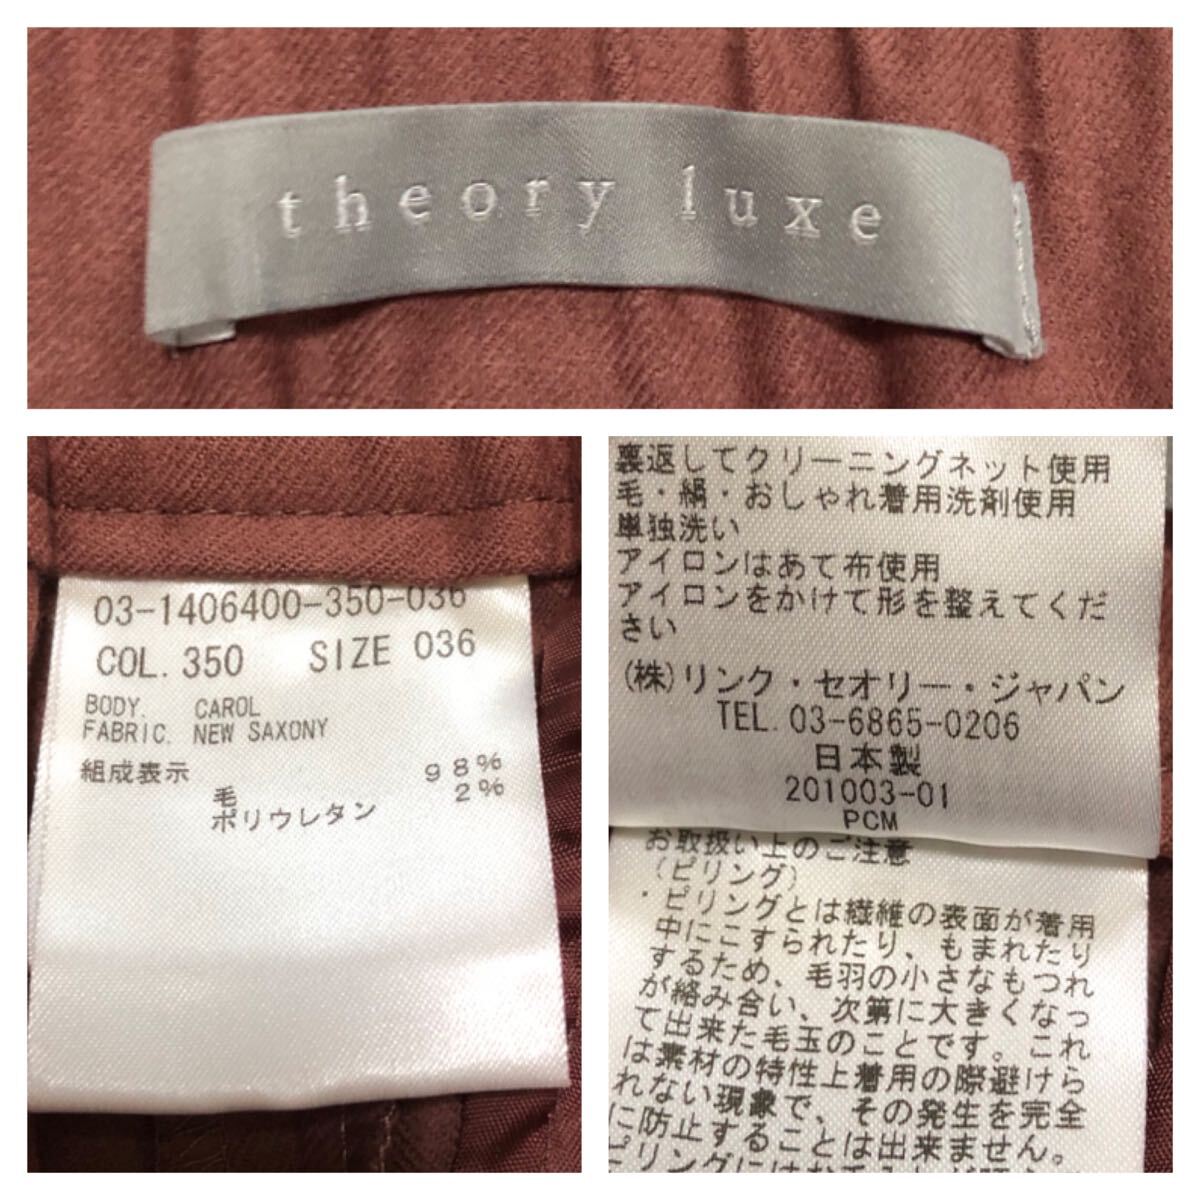 theory luxe
03-1406400-350-036
COL. 350 SIZE 036
BODY. CAROL
FABRIC. NEW SAXONY
組成表示
毛 98%
ポリウレタン 2%
裏返してクリーニングネット使用
毛・絹・おしゃれ着用洗剤使用
単独洗い
アイロンはあて布使用
アイロンをかけて形を整えてくだ
さい
(株)リンク・セオリー・ジャパン
TEL. 03-6865-0206
日本製
201003-01
PCM
お取扱い上のご注意
(ピリング)
・ピリングとは繊維の表面が着用
中にこすられたり、もまれたり
するため、毛羽の小さなもつれ
が絡み合い、次第に大きくなっ
て出来た毛玉のことです。これ
は素材の特性上着用の際避けら
れない現象で、その発生を完全
に防止することは出来ません。
ピリングには